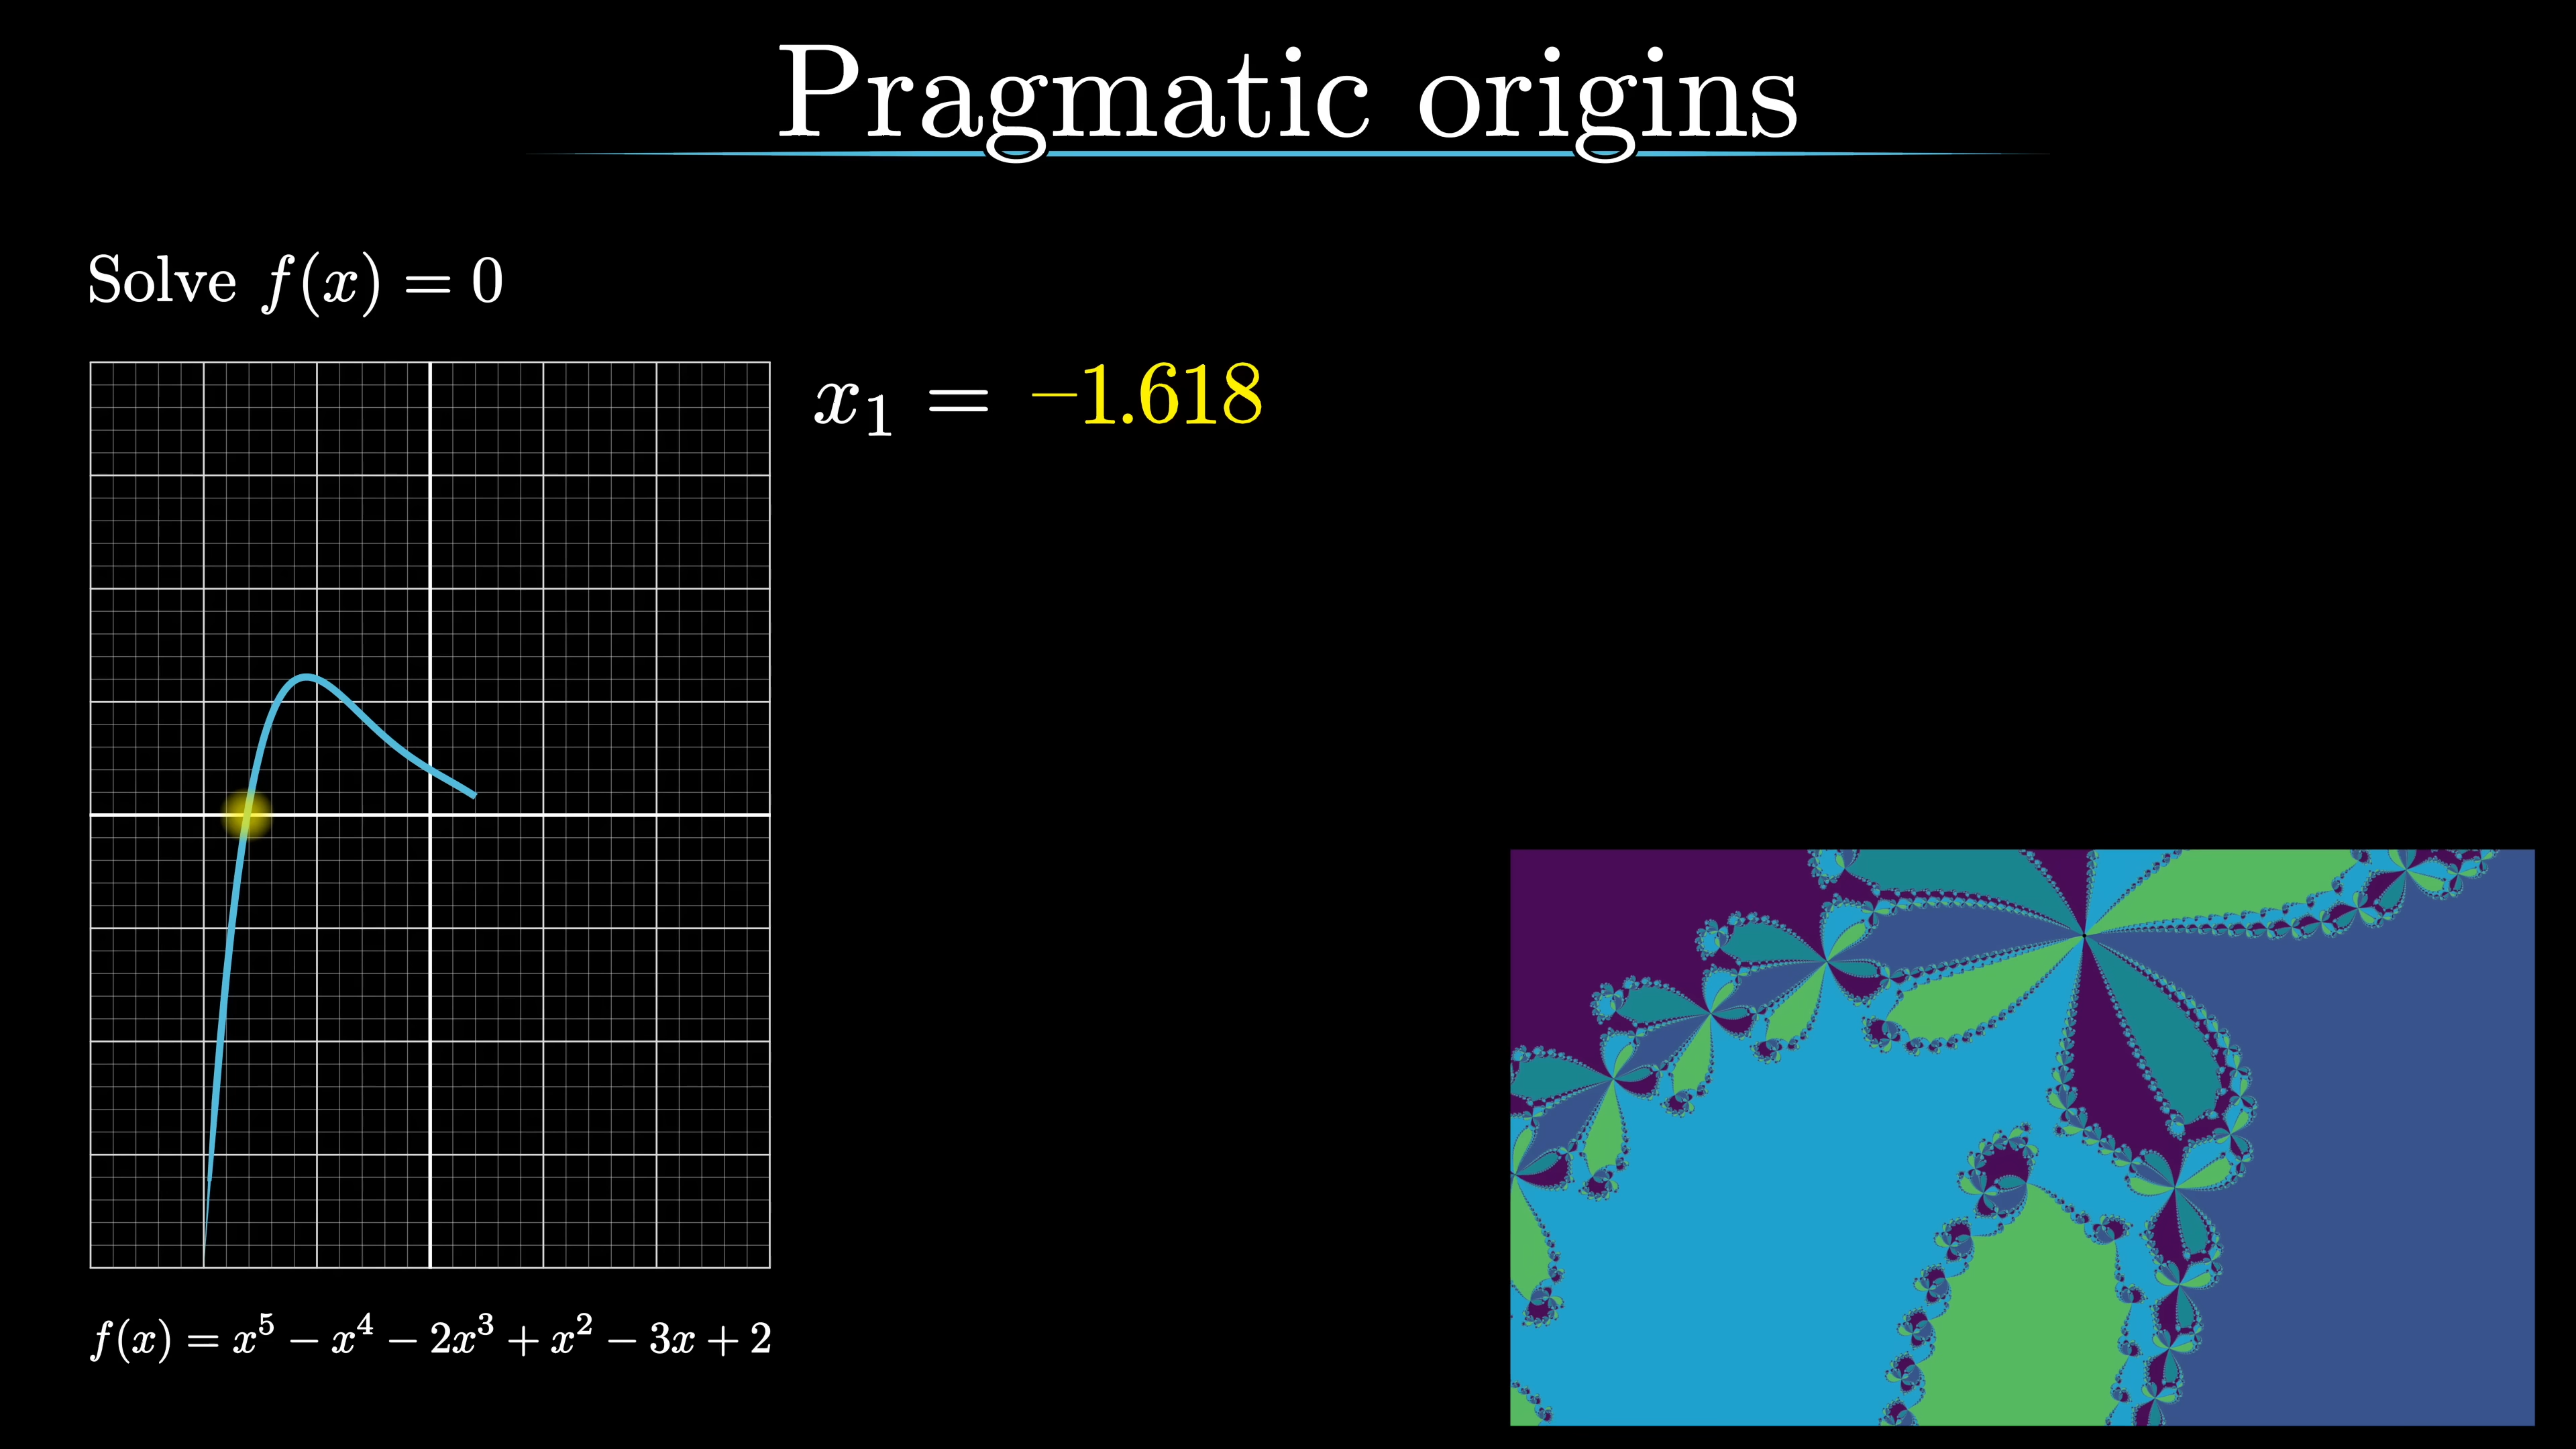 Pragmatic origins
Solve f(x) = 0
x₁ = −1.618
f(x) = x⁵ − x⁴ − 2x³ + x² − 3x + 2